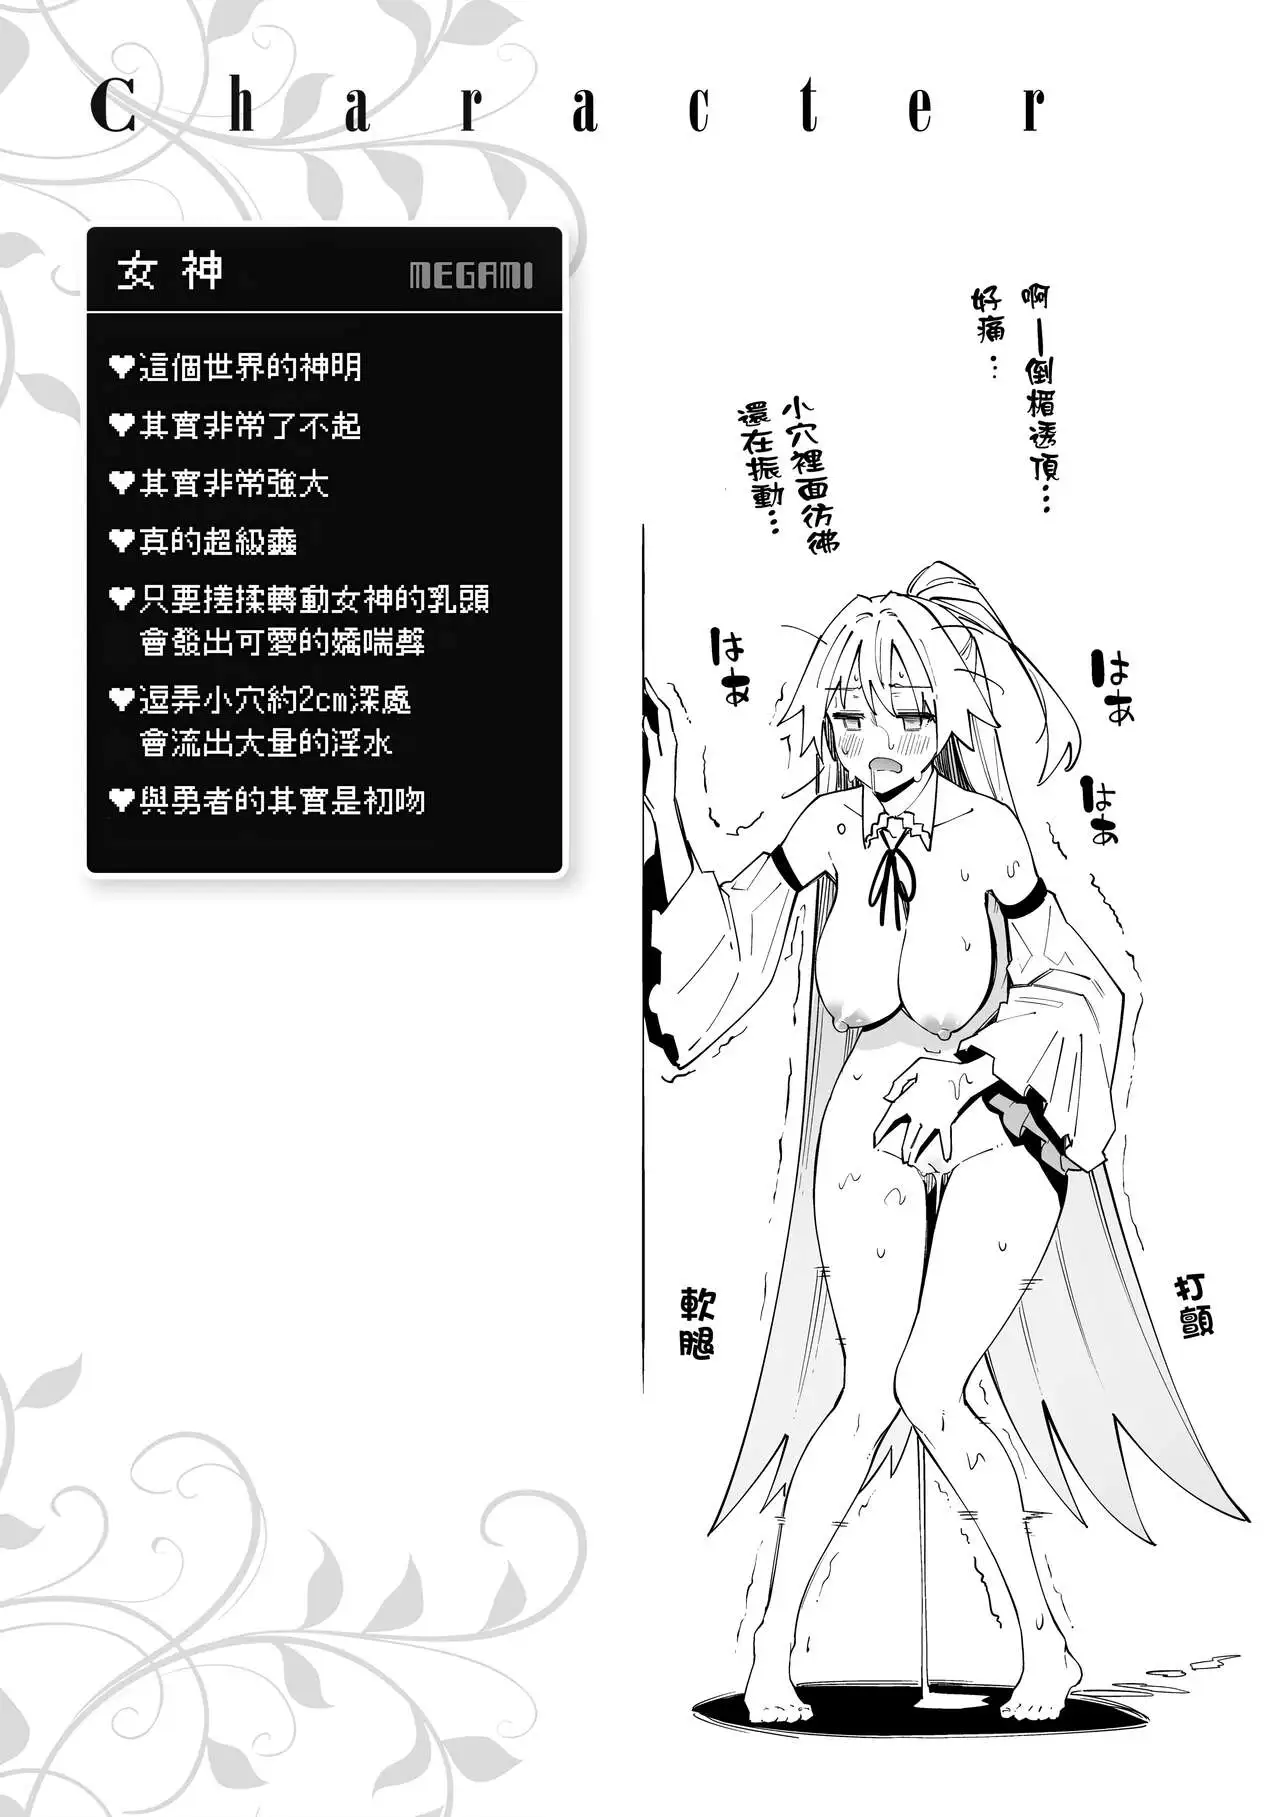 Character
女神 MEGAMI
♥這個世界的神明
♥其實非常了不起
♥其實非常強大
♥真的超級蠢
♥只要搓揉轉動女神的乳頭
會發出可愛的嬌喘聲
♥逗弄小穴約2cm深處
會流出大量的淫水
♥與勇者的其實是初吻
啊—倒楣透頂…
好痛…
小穴裡面彷彿
還在振動…
はぁ
はぁ
はぁ
軟腿
打顫